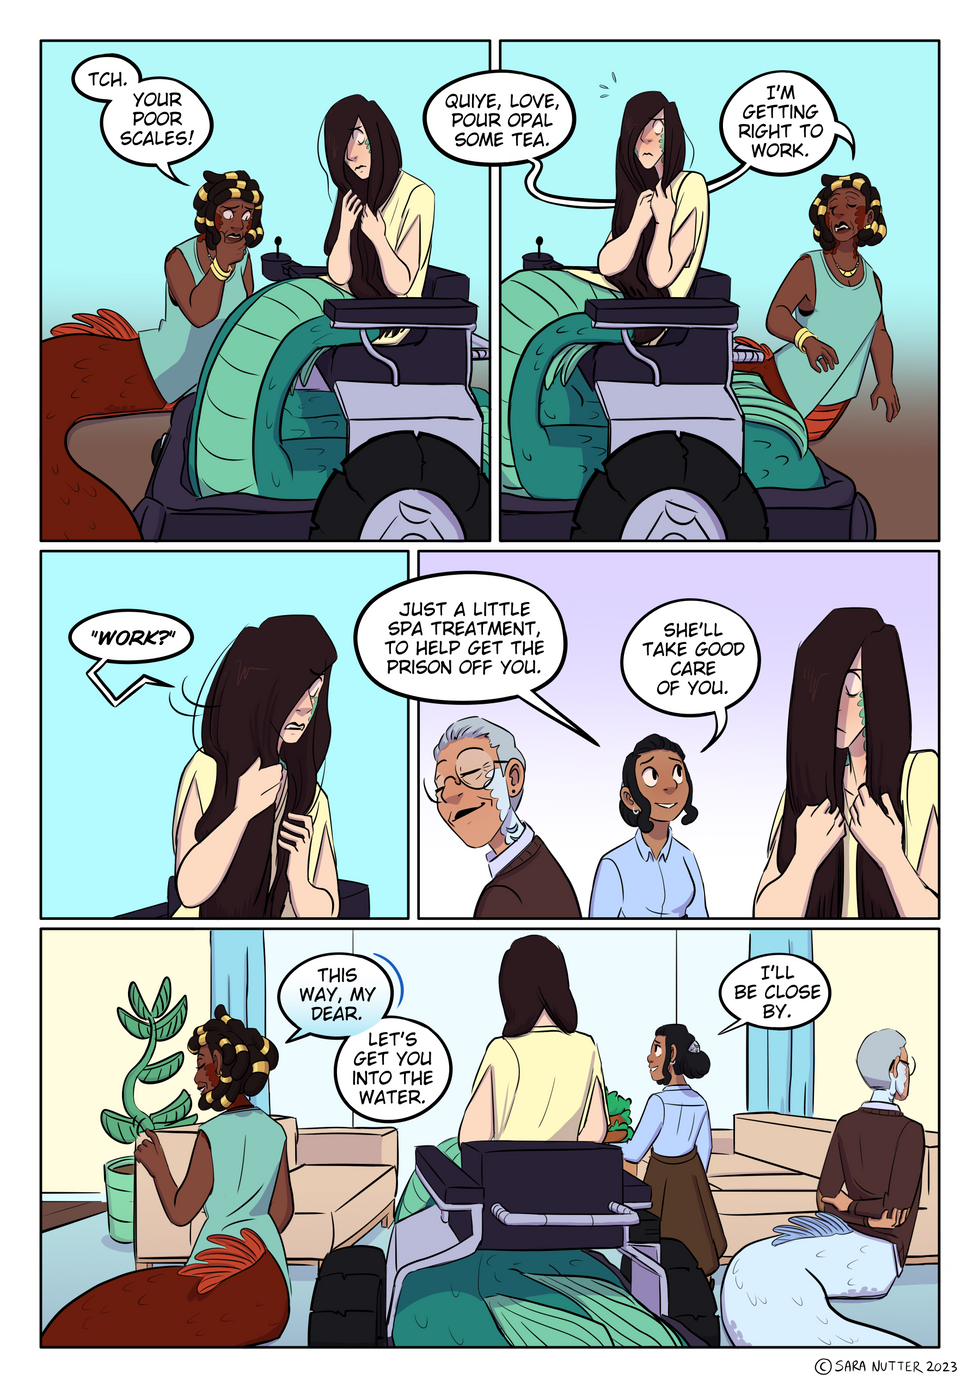 TCH.
YOUR
POOR
SCALES!
QUIYE, LOVE,
POUR OPAL
SOME TEA.
I'M
GETTING
RIGHT TO
WORK.
"WORK?"
JUST A LITTLE
SPA TREATMENT,
TO HELP GET THE
PRISON OFF YOU.
SHE'LL
TAKE GOOD
CARE
OF YOU.
THIS
WAY, MY
DEAR.
LET'S
GET YOU
INTO THE
WATER.
I'LL
BE CLOSE
BY.
© SARA NUTTER 2023